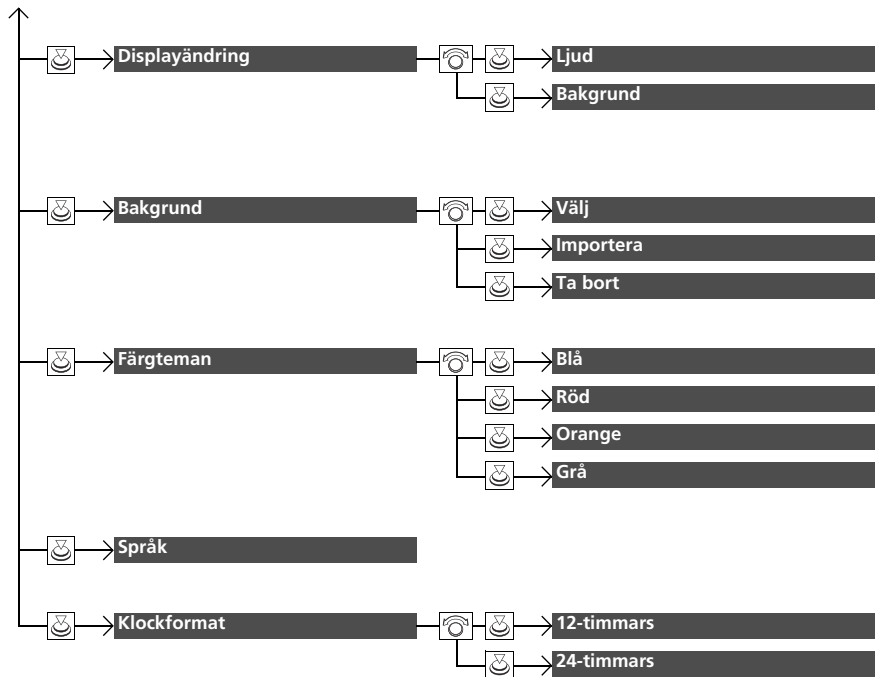 Displayändring
Ljud
Bakgrund
Bakgrund
Välj
Importera
Ta bort
Färgteman
Blå
Röd
Orange
Grå
Språk
Klockformat
12-timmars
24-timmars